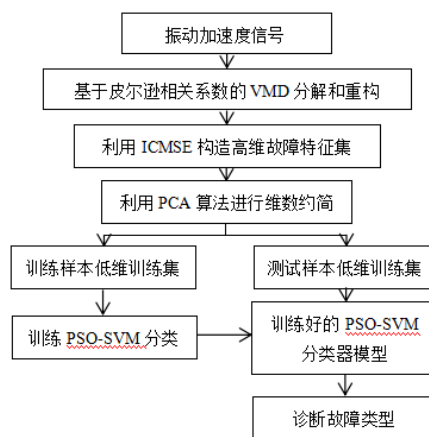 振动加速度信号
基于皮尔逊相关系数的 VMD 分解和重构
利用 ICMSE 构造高维故障特征集
利用 PCA 算法进行维数约简
训练样本低维训练集
测试样本低维训练集
训练 PSO-SVM 分类
训练好的 PSO-SVM
分类器模型
诊断故障类型